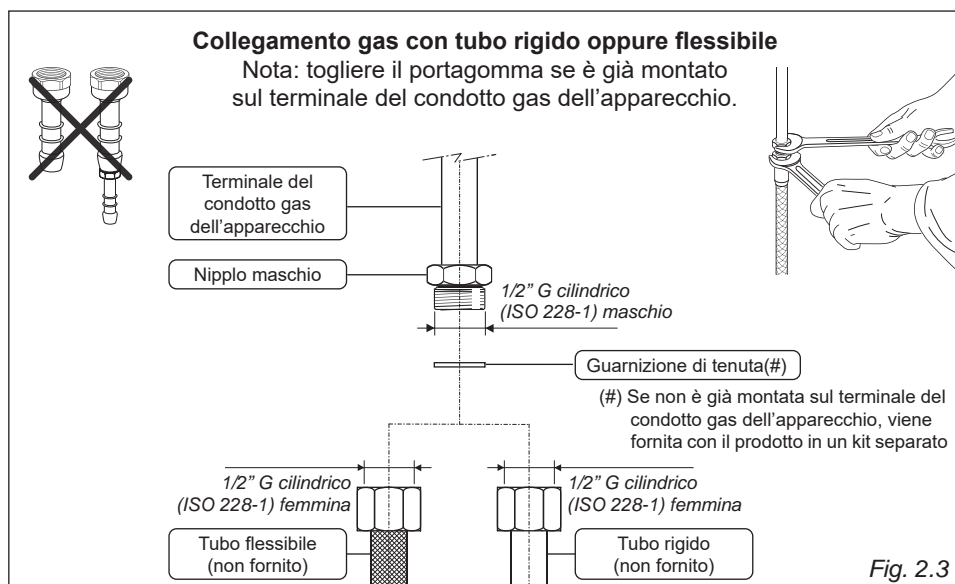 Collegamento gas con tubo rigido oppure flessibile
Nota: togliere il portagomma se è già montato
sul terminale del condotto gas dell’apparecchio.
Terminale del
condotto gas
dell’apparecchio
Nipplo maschio
1/2” G cilindrico
(ISO 228-1) maschio
Guarnizione di tenuta(#)
(#) Se non è già montata sul terminale del
condotto gas dell’apparecchio, viene
fornita con il prodotto in un kit separato
1/2” G cilindrico
(ISO 228-1) femmina
1/2” G cilindrico
(ISO 228-1) femmina
Tubo flessibile
(non fornito)
Tubo rigido
(non fornito)
Fig. 2.3